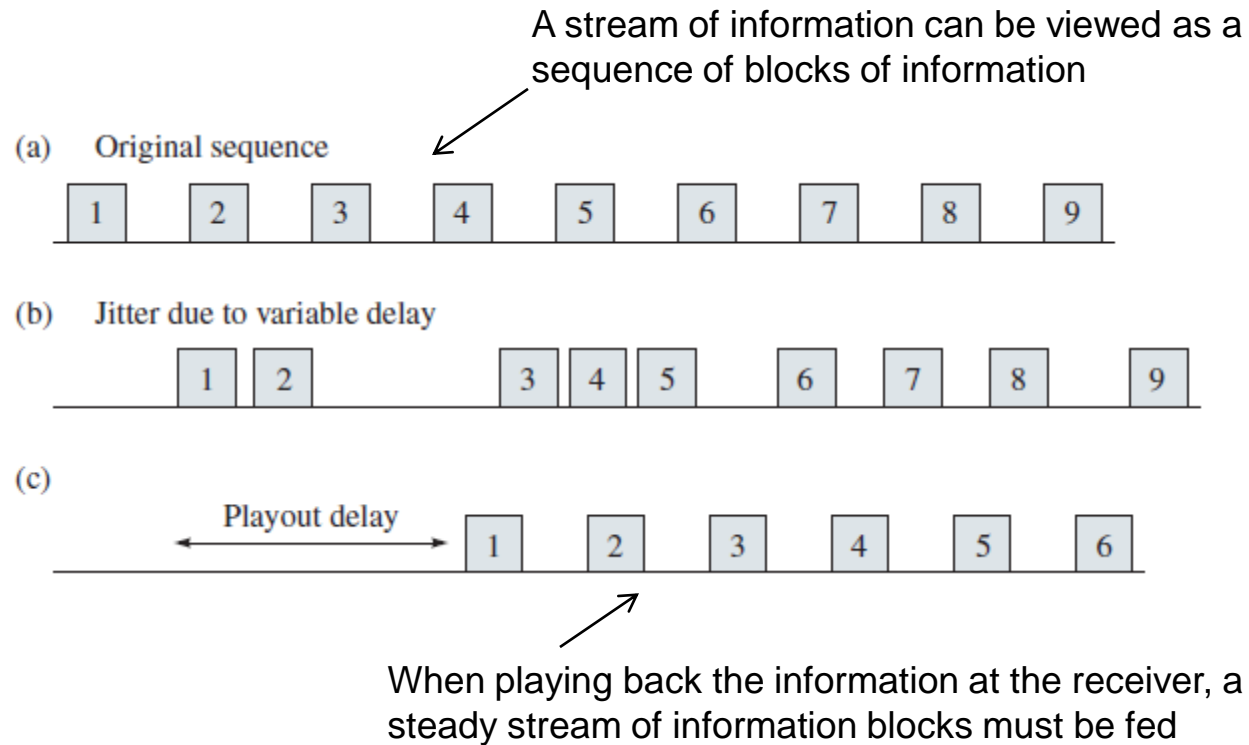 A stream of information can be viewed as a
sequence of blocks of information
(a) Original sequence
1 2 3 4 5 6 7 8 9
(b) Jitter due to variable delay
1 2 3 4 5 6 7 8 9
(c)
Playout delay
1 2 3 4 5 6
When playing back the information at the receiver, a
steady stream of information blocks must be fed